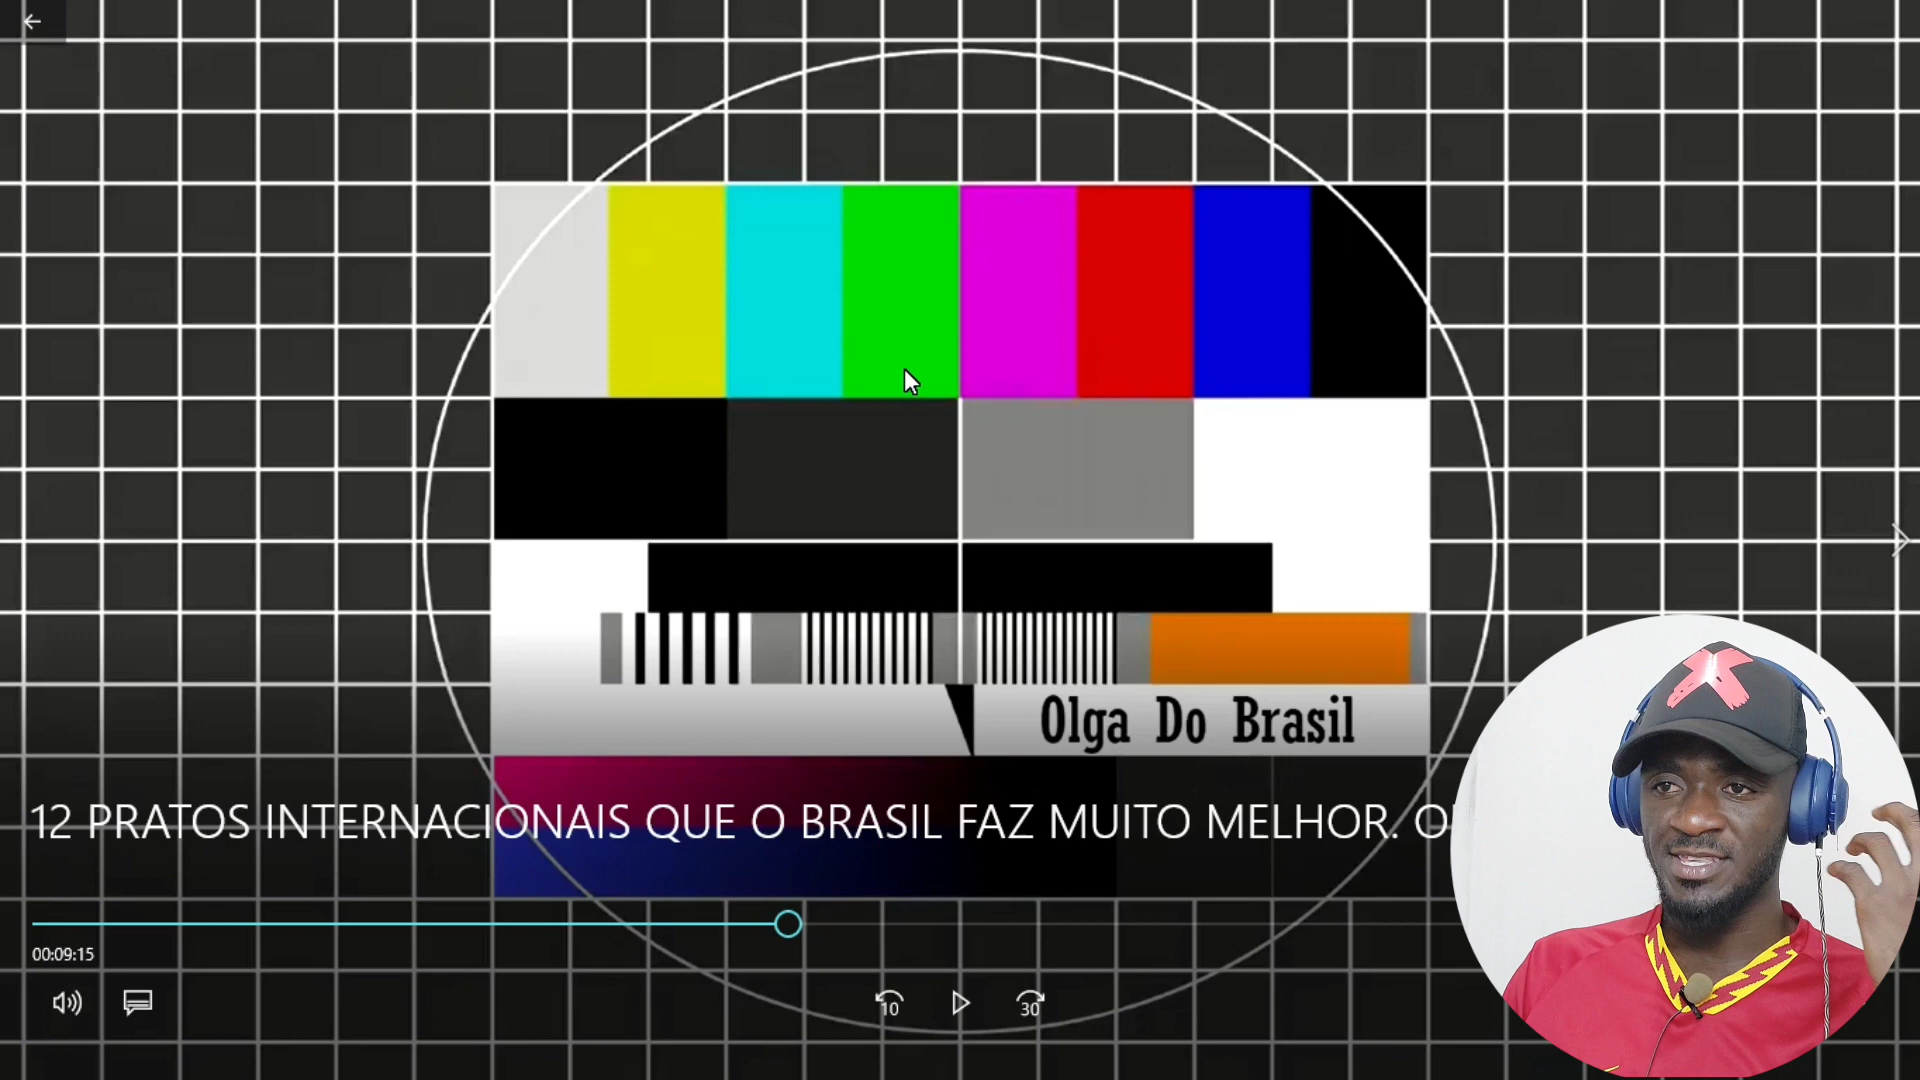 Olga Do Brasil
12 PRATOS INTERNACIONAIS QUE O BRASIL FAZ MUITO MELHOR.
00:09:15
10
30